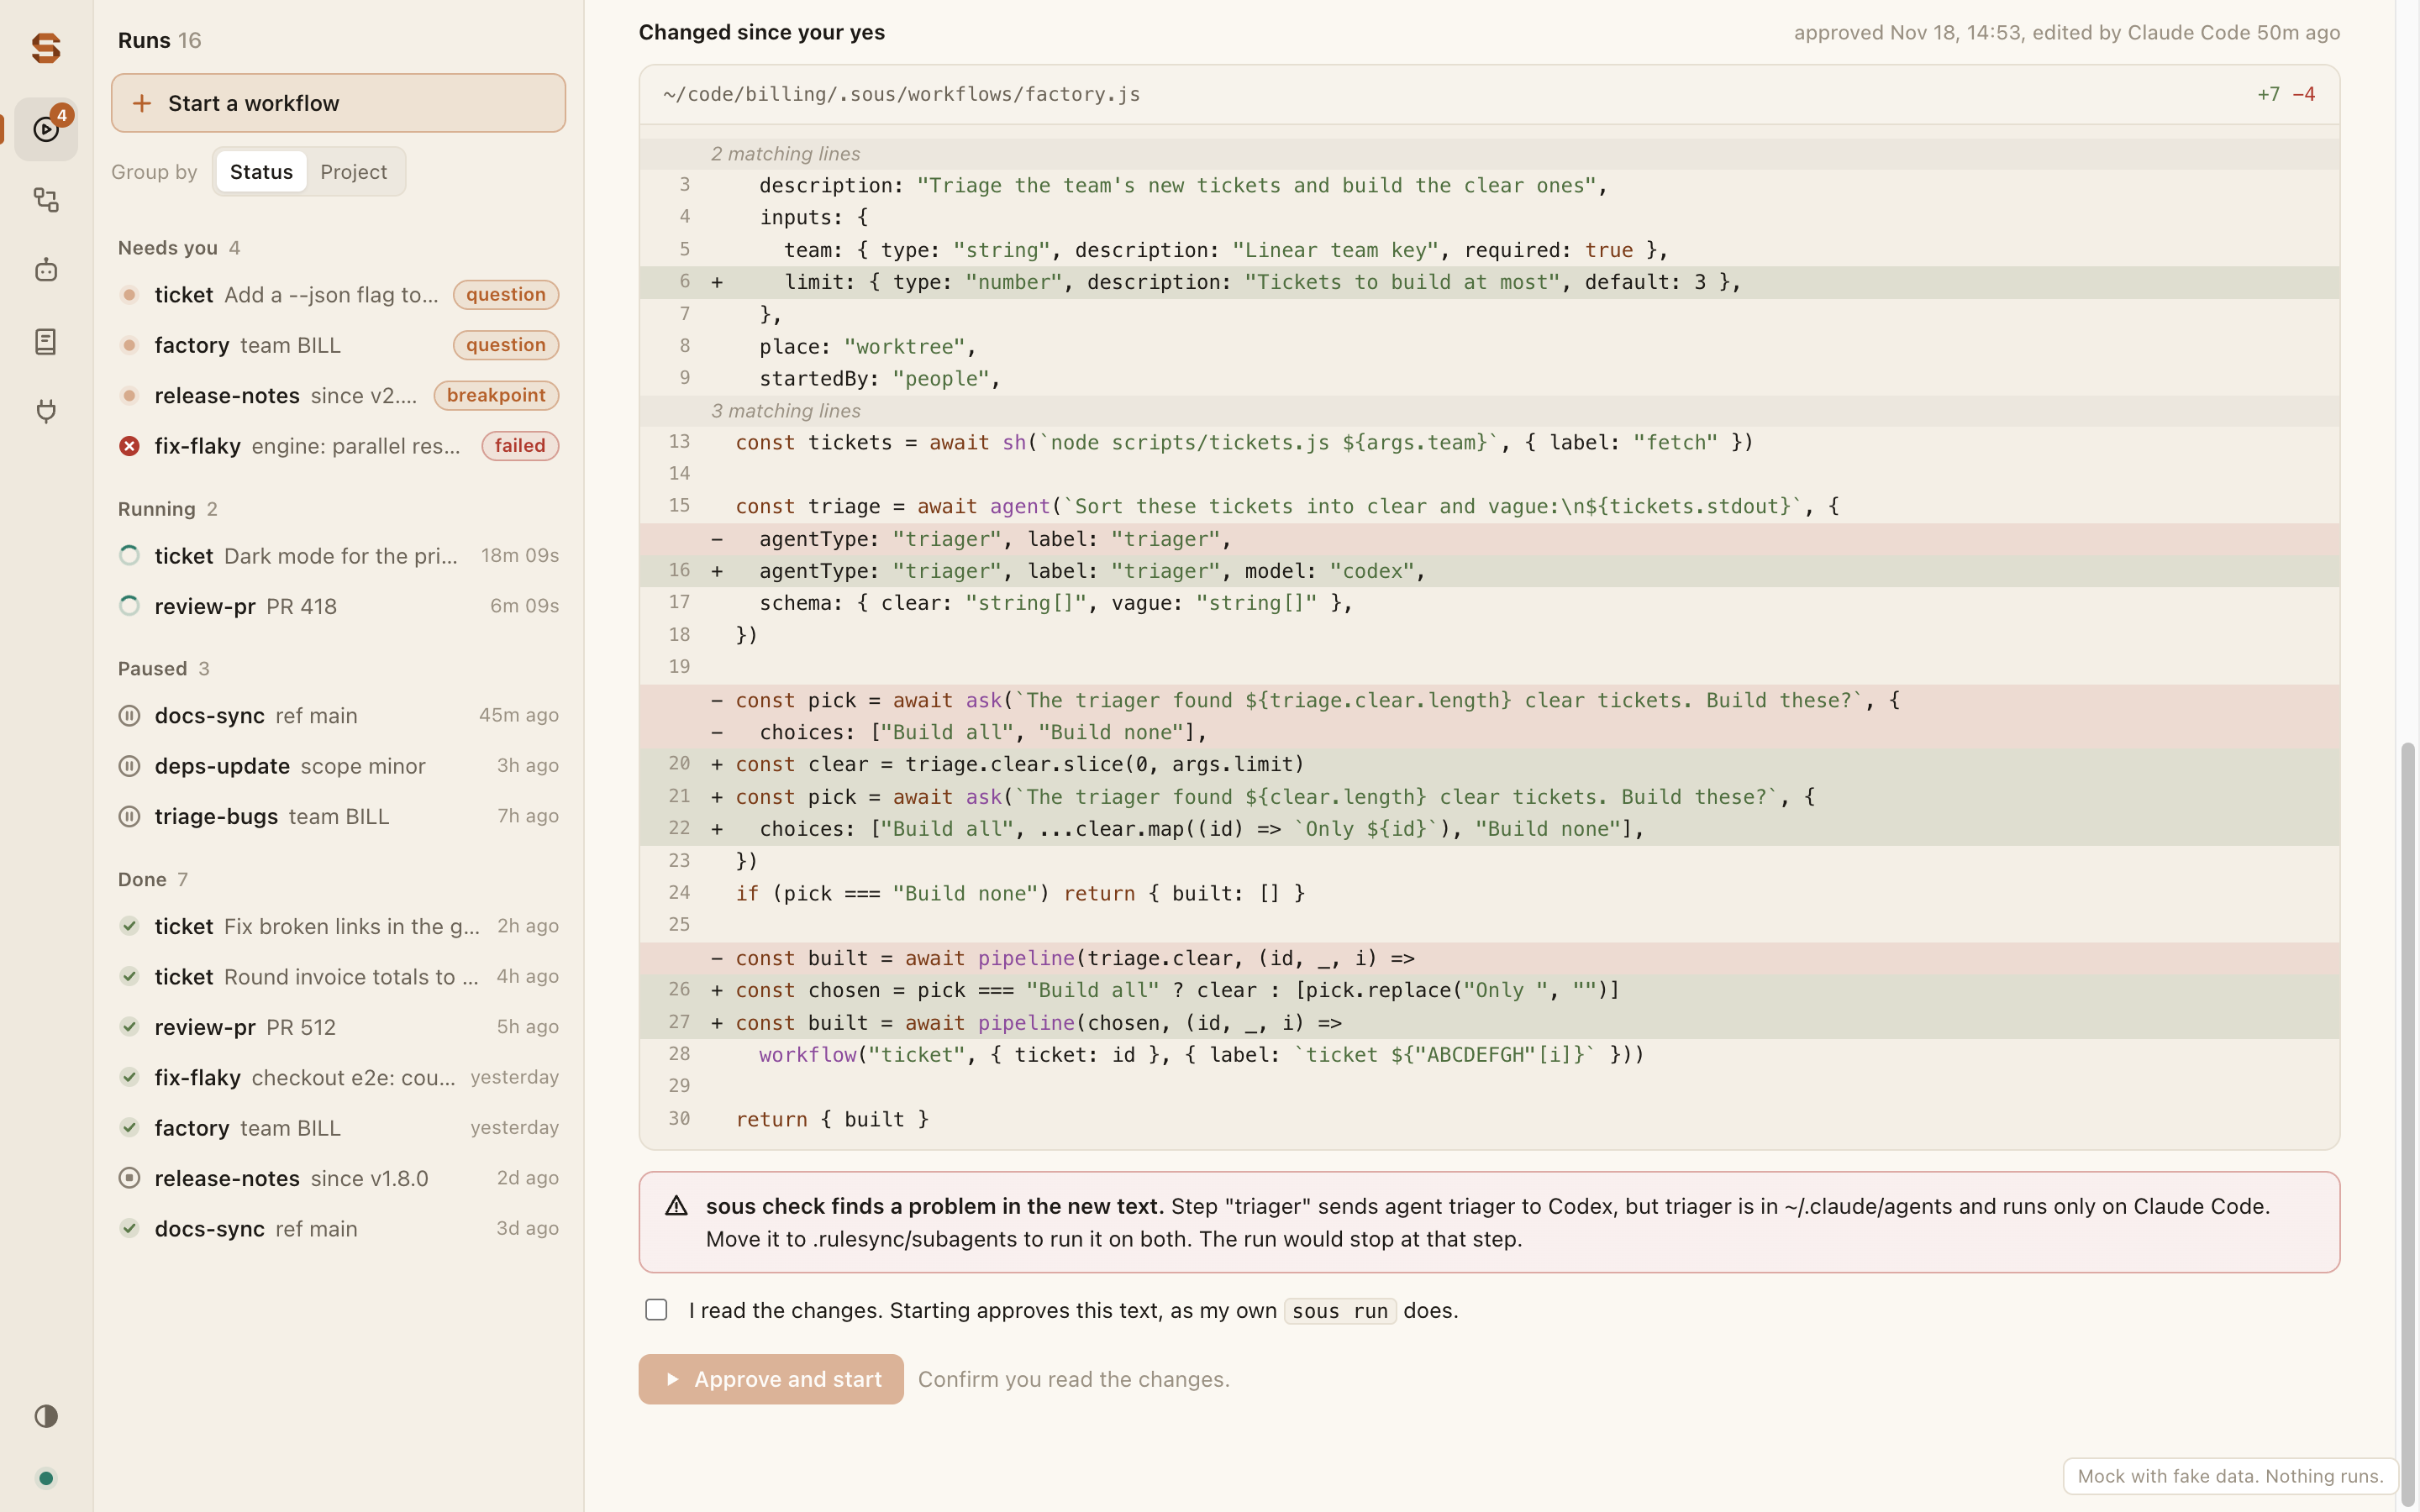 4
Runs 16
Start a workflow
Group by Status Project
Needs you 4
ticket Add a --json flag to... question
factory team BILL question
release-notes since v2.... breakpoint
fix-flaky engine: parallel res... failed
Running 2
ticket Dark mode for the pri... 18m 09s
review-pr PR 418 6m 09s
Paused 3
docs-sync ref main 45m ago
deps-update scope minor 3h ago
triage-bugs team BILL 7h ago
Done 7
ticket Fix broken links in the g... 2h ago
ticket Round invoice totals to ... 4h ago
review-pr PR 512 5h ago
fix-flaky checkout e2e: cou... yesterday
factory team BILL yesterday
release-notes since v1.8.0 2d ago
docs-sync ref main 3d ago
Changed since your yes approved Nov 18, 14:53, edited by Claude Code 50m ago
~/code/billing/.sous/workflows/factory.js +7 −4
2 matching lines
3 description: "Triage the team's new tickets and build the clear ones",
4 inputs: {
5 team: { type: "string", description: "Linear team key", required: true },
6 + limit: { type: "number", description: "Tickets to build at most", default: 3 },
7 },
8 place: "worktree",
9 startedBy: "people",
3 matching lines
13 const tickets = await sh(`node scripts/tickets.js ${args.team}`, { label: "fetch" })
14
15 const triage = await agent(`Sort these tickets into clear and vague:\n${tickets.stdout}`, {
− agentType: "triager", label: "triager",
16 + agentType: "triager", label: "triager", model: "codex",
17 schema: { clear: "string[]", vague: "string[]" },
18 })
19
− const pick = await ask(`The triager found ${triage.clear.length} clear tickets. Build these?`, {
− choices: ["Build all", "Build none"],
20 + const clear = triage.clear.slice(0, args.limit)
21 + const pick = await ask(`The triager found ${clear.length} clear tickets. Build these?`, {
22 + choices: ["Build all", ...clear.map((id) => `Only ${id}`), "Build none"],
23 })
24 if (pick === "Build none") return { built: [] }
25
− const built = await pipeline(triage.clear, (id, _, i) =>
26 + const chosen = pick === "Build all" ? clear : [pick.replace("Only ", "")]
27 + const built = await pipeline(chosen, (id, _, i) =>
28 workflow("ticket", { ticket: id }, { label: `ticket ${"ABCDEFGH"[i]}` }))
29
30 return { built }
sous check finds a problem in the new text. Step "triager" sends agent triager to Codex, but triager is in ~/.claude/agents and runs only on Claude Code.
Move it to .rulesync/subagents to run it on both. The run would stop at that step.
I read the changes. Starting approves this text, as my own sous run does.
Approve and start Confirm you read the changes.
Mock with fake data. Nothing runs.